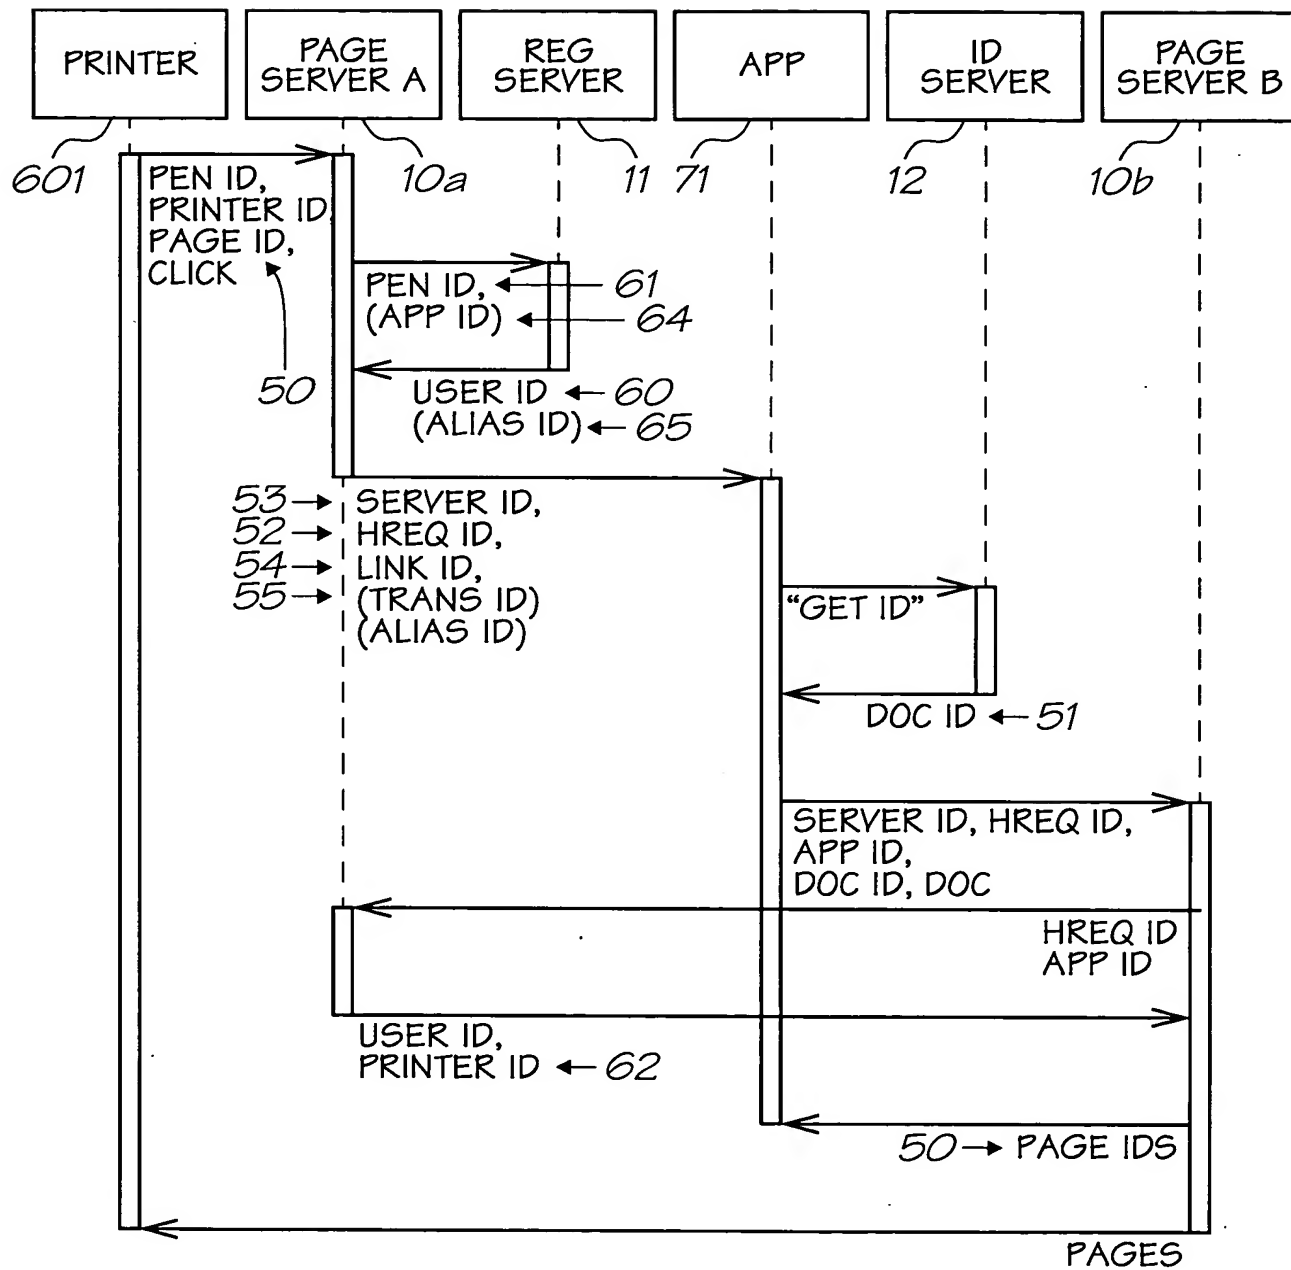 PRINTER
PAGE
SERVER A
REG
SERVER
APP
ID
SERVER
PAGE
SERVER B
601
10a
11
71
12
10b
PEN ID,
PRINTER ID
PAGE ID,
CLICK
50
PEN ID, 61
(APP ID) 64
USER ID 60
(ALIAS ID) 65
53 SERVER ID,
52 HREQ ID,
54 LINK ID,
55 (TRANS ID)
(ALIAS ID)
“GET ID”
DOC ID 51
SERVER ID, HREQ ID,
APP ID,
DOC ID, DOC
HREQ ID
APP ID
USER ID,
PRINTER ID 62
50 PAGE IDS
PAGES